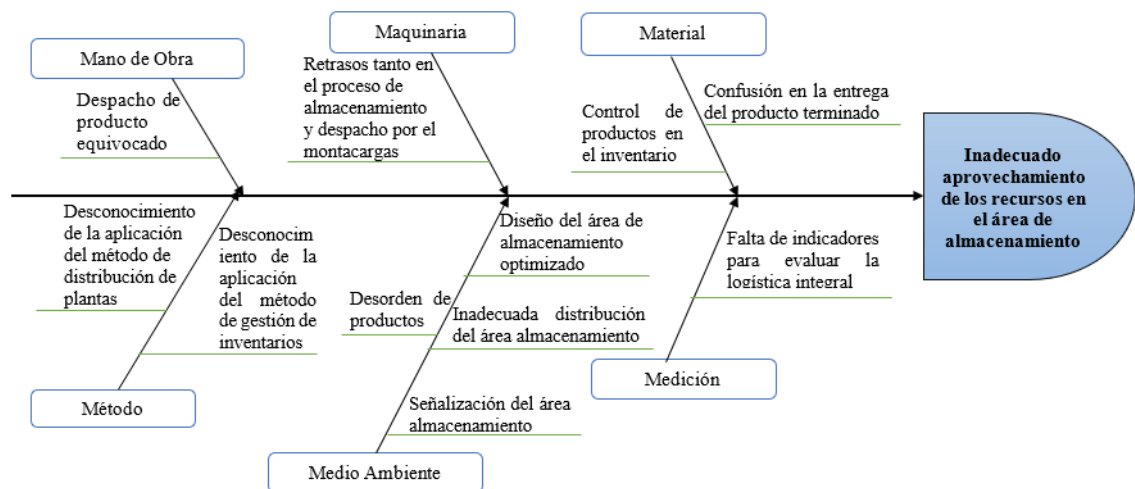 Mano de Obra
Maquinaria
Material
Despacho de
producto
equivocado
Retrasos tanto en
el proceso de
almacenamiento
y despacho por el
montacargas
Control de
productos en
el inventario
Confusión en la entrega
del producto terminado
Inadecuado
aprovechamiento
de los recursos en
el área de
almacenamiento
Desconocimiento
de la aplicación
del método de
distribución de
plantas
Desconocim
iento de la
aplicación
del método
de gestión de
inventarios
Diseño del área de
almacenamiento
optimizado
Desorden de
productos
Inadecuada distribución
del área almacenamiento
Señalización del área
almacenamiento
Falta de indicadores
para evaluar la
logística integral
Método
Medio Ambiente
Medición